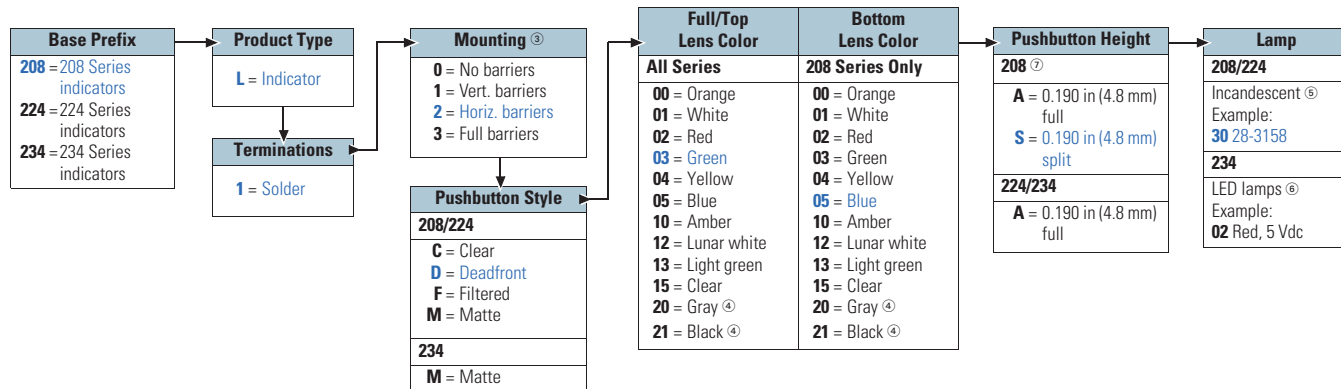 Base Prefix
208 = 208 Series
indicators
224 = 224 Series
indicators
234 = 234 Series
indicators
Product Type
L = Indicator
Terminations
1 = Solder
Mounting ③
0 = No barriers
1 = Vert. barriers
2 = Horiz. barriers
3 = Full barriers
Pushbutton Style
208/224
C = Clear
D = Deadfront
F = Filtered
M = Matte
234
M = Matte
Full/Top
Lens Color
All Series
00 = Orange
01 = White
02 = Red
03 = Green
04 = Yellow
05 = Blue
10 = Amber
12 = Lunar white
13 = Light green
15 = Clear
20 = Gray ④
21 = Black ④
Bottom
Lens Color
208 Series Only
00 = Orange
01 = White
02 = Red
03 = Green
04 = Yellow
05 = Blue
10 = Amber
12 = Lunar white
13 = Light green
15 = Clear
20 = Gray ④
21 = Black ④
Pushbutton Height
208 ⑦
A = 0.190 in (4.8 mm)
full
S = 0.190 in (4.8 mm)
split
224/234
A = 0.190 in (4.8 mm)
full
Lamp
208/224
Incandescent ⑤
Example:
30 28-3158
234
LED lamps ⑥
Example:
02 Red, 5 Vdc